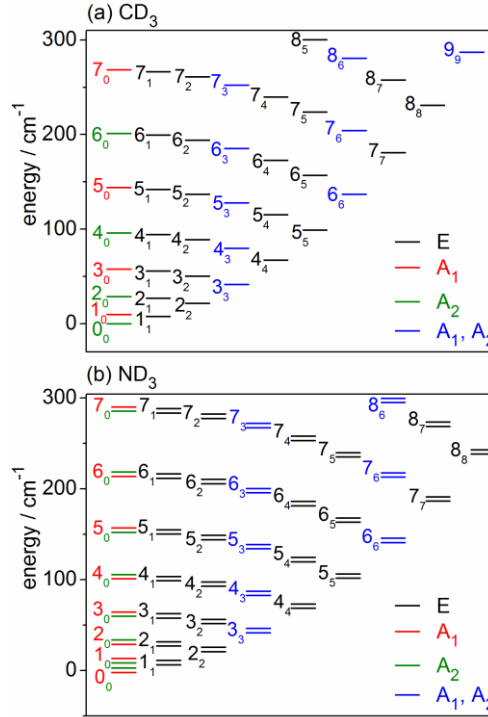 (a) CD₃
300
8₅ 8₆ 9₉
8₇ 8₈
7₀ 7₁ 7₂ 7₃ 7₄ 7₅ 7₆ 7₇
200
6₀ 6₁ 6₂ 6₃ 6₄ 6₅ 6₆
energy / cm⁻¹
5₀ 5₁ 5₂ 5₃ 5₄ 5₅
100
4₀ 4₁ 4₂ 4₃ 4₄
3₀ 3₁ 3₂ 3₃
2₀ 2₁ 2₂
1₀ 1₁
0
0₀
E
A₁
A₂
A₁, A₂
(b) ND₃
300
8₆ 8₇ 8₈
7₀ 7₁ 7₂ 7₃ 7₄ 7₅ 7₆ 7₇
200
6₀ 6₁ 6₂ 6₃ 6₄ 6₅ 6₆
energy / cm⁻¹
5₀ 5₁ 5₂ 5₃ 5₄ 5₅
100
4₀ 4₁ 4₂ 4₃ 4₄
3₀ 3₁ 3₂ 3₃
2₀ 2₁ 2₂
1₀ 1₁
0
0₀
E
A₁
A₂
A₁, A₂